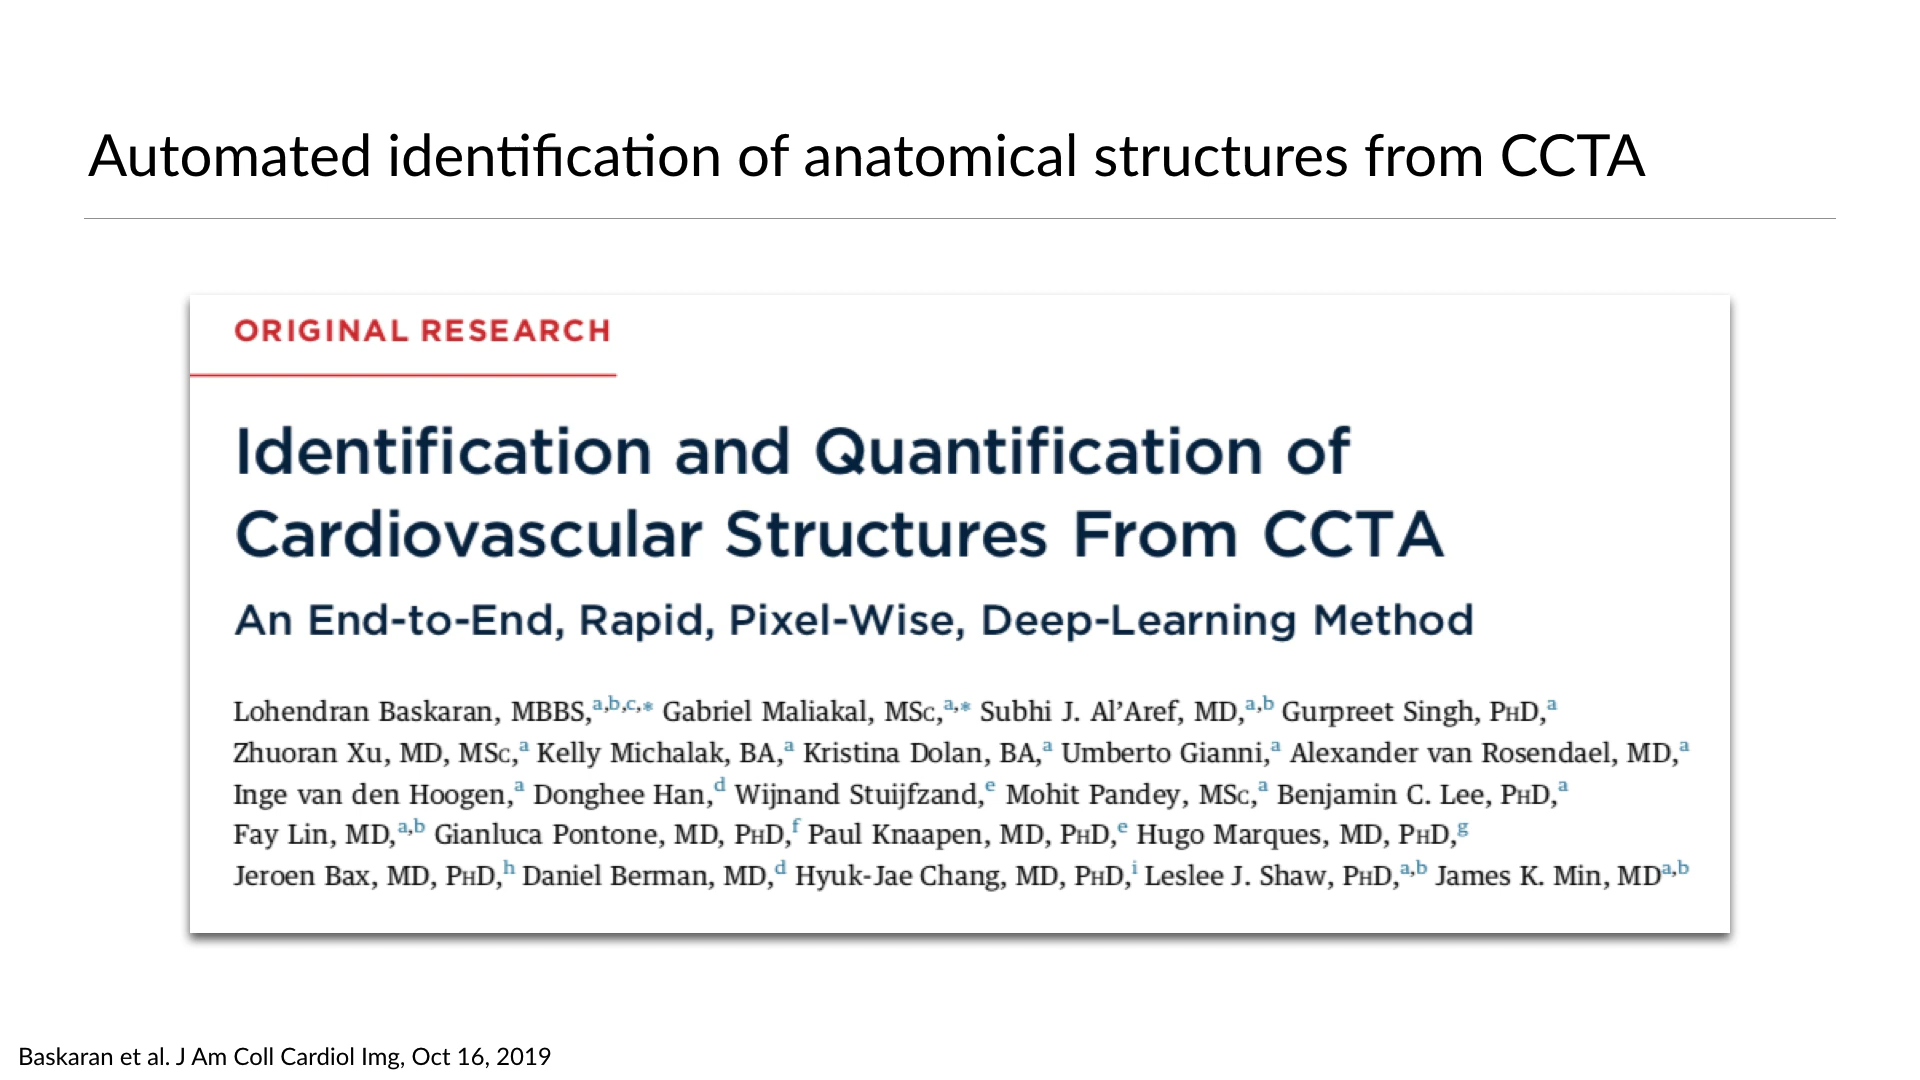 Automated identification of anatomical structures from CCTA
ORIGINAL RESEARCH
Identification and Quantification of
Cardiovascular Structures From CCTA
An End-to-End, Rapid, Pixel-Wise, Deep-Learning Method
Lohendran Baskaran, MBBS,a,b,c,* Gabriel Maliakal, MSc,a,* Subhi J. Al’Aref, MD,a,b Gurpreet Singh, PhD,a
Zhuoran Xu, MD, MSc,a Kelly Michalak, BA,a Kristina Dolan, BA,a Umberto Gianni,a Alexander van Rosendael, MD,a
Inge van den Hoogen,a Donghee Han,d Wijnand Stuijfzand,e Mohit Pandey, MSc,a Benjamin C. Lee, PhD,a
Fay Lin, MD,a,b Gianluca Pontone, MD, PhD,f Paul Knaapen, MD, PhD,e Hugo Marques, MD, PhD,g
Jeroen Bax, MD, PhD,h Daniel Berman, MD,d Hyuk-Jae Chang, MD, PhD,i Leslee J. Shaw, PhD,a,b James K. Min, MDa,b
Baskaran et al. J Am Coll Cardiol Img, Oct 16, 2019